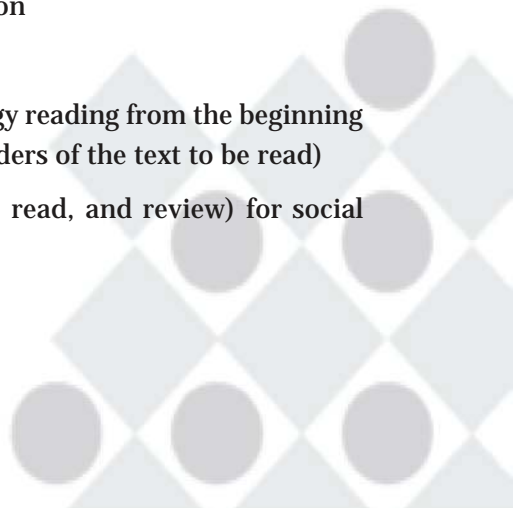 on
gy reading from the beginning
ders of the text to be read)
read, and review) for social